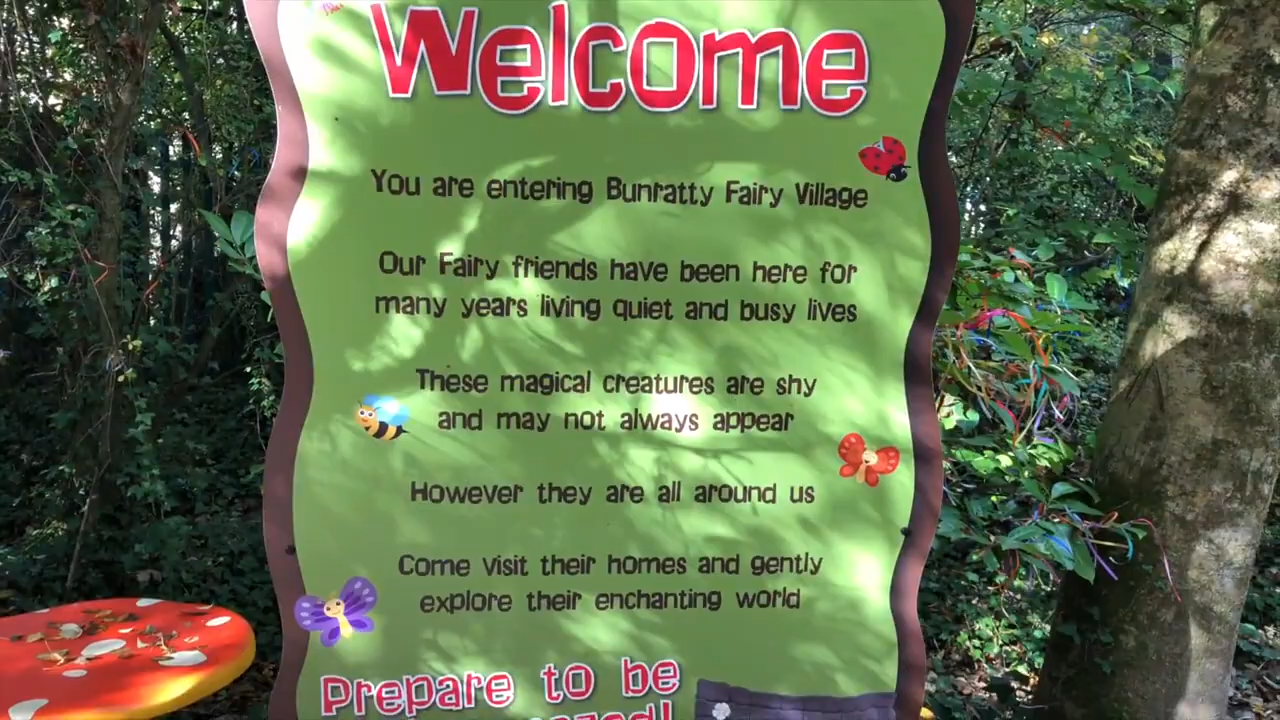 Welcome
You are entering Bunratty Fairy Village
Our Fairy friends have been here for
many years living quiet and busy lives
These magical creatures are shy
and may not always appear
However they are all around us
Come visit their homes and gently
explore their enchanting world
Prepare to be